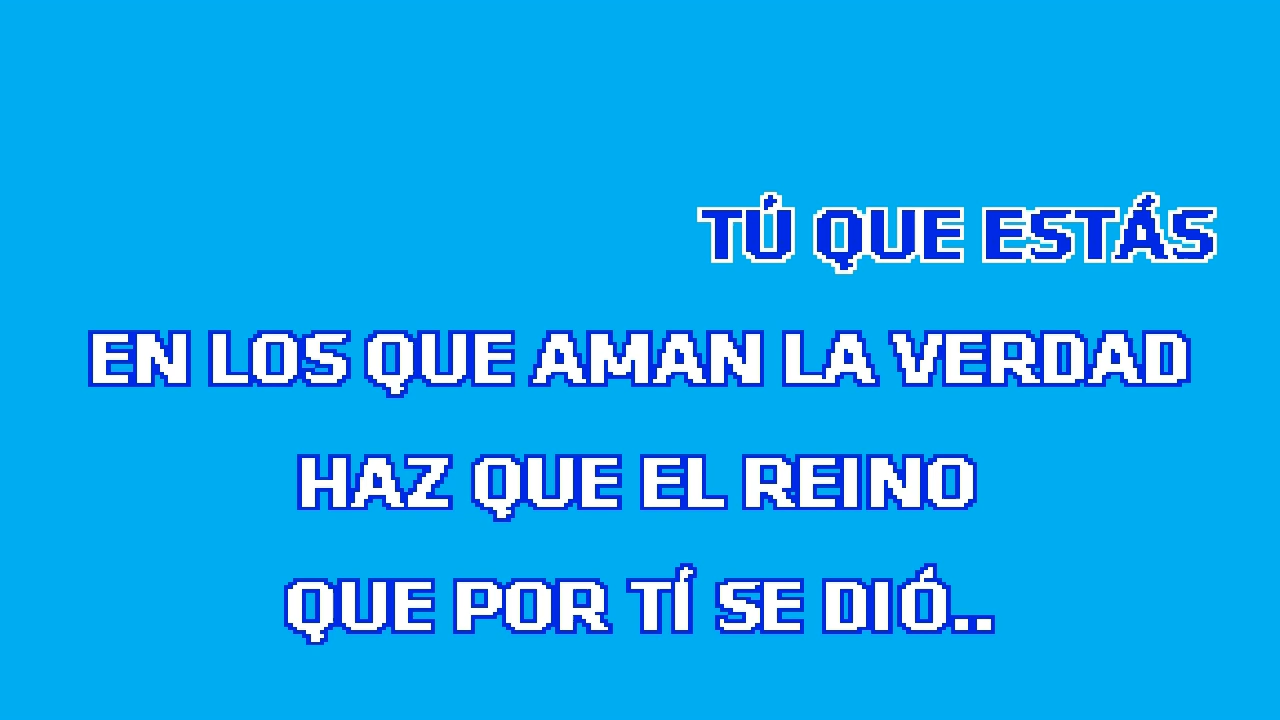 TÚ QUE ESTÁS
EN LOS QUE AMAN LA VERDAD
HAZ QUE EL REINO
QUE POR TÍ SE DIÓ..